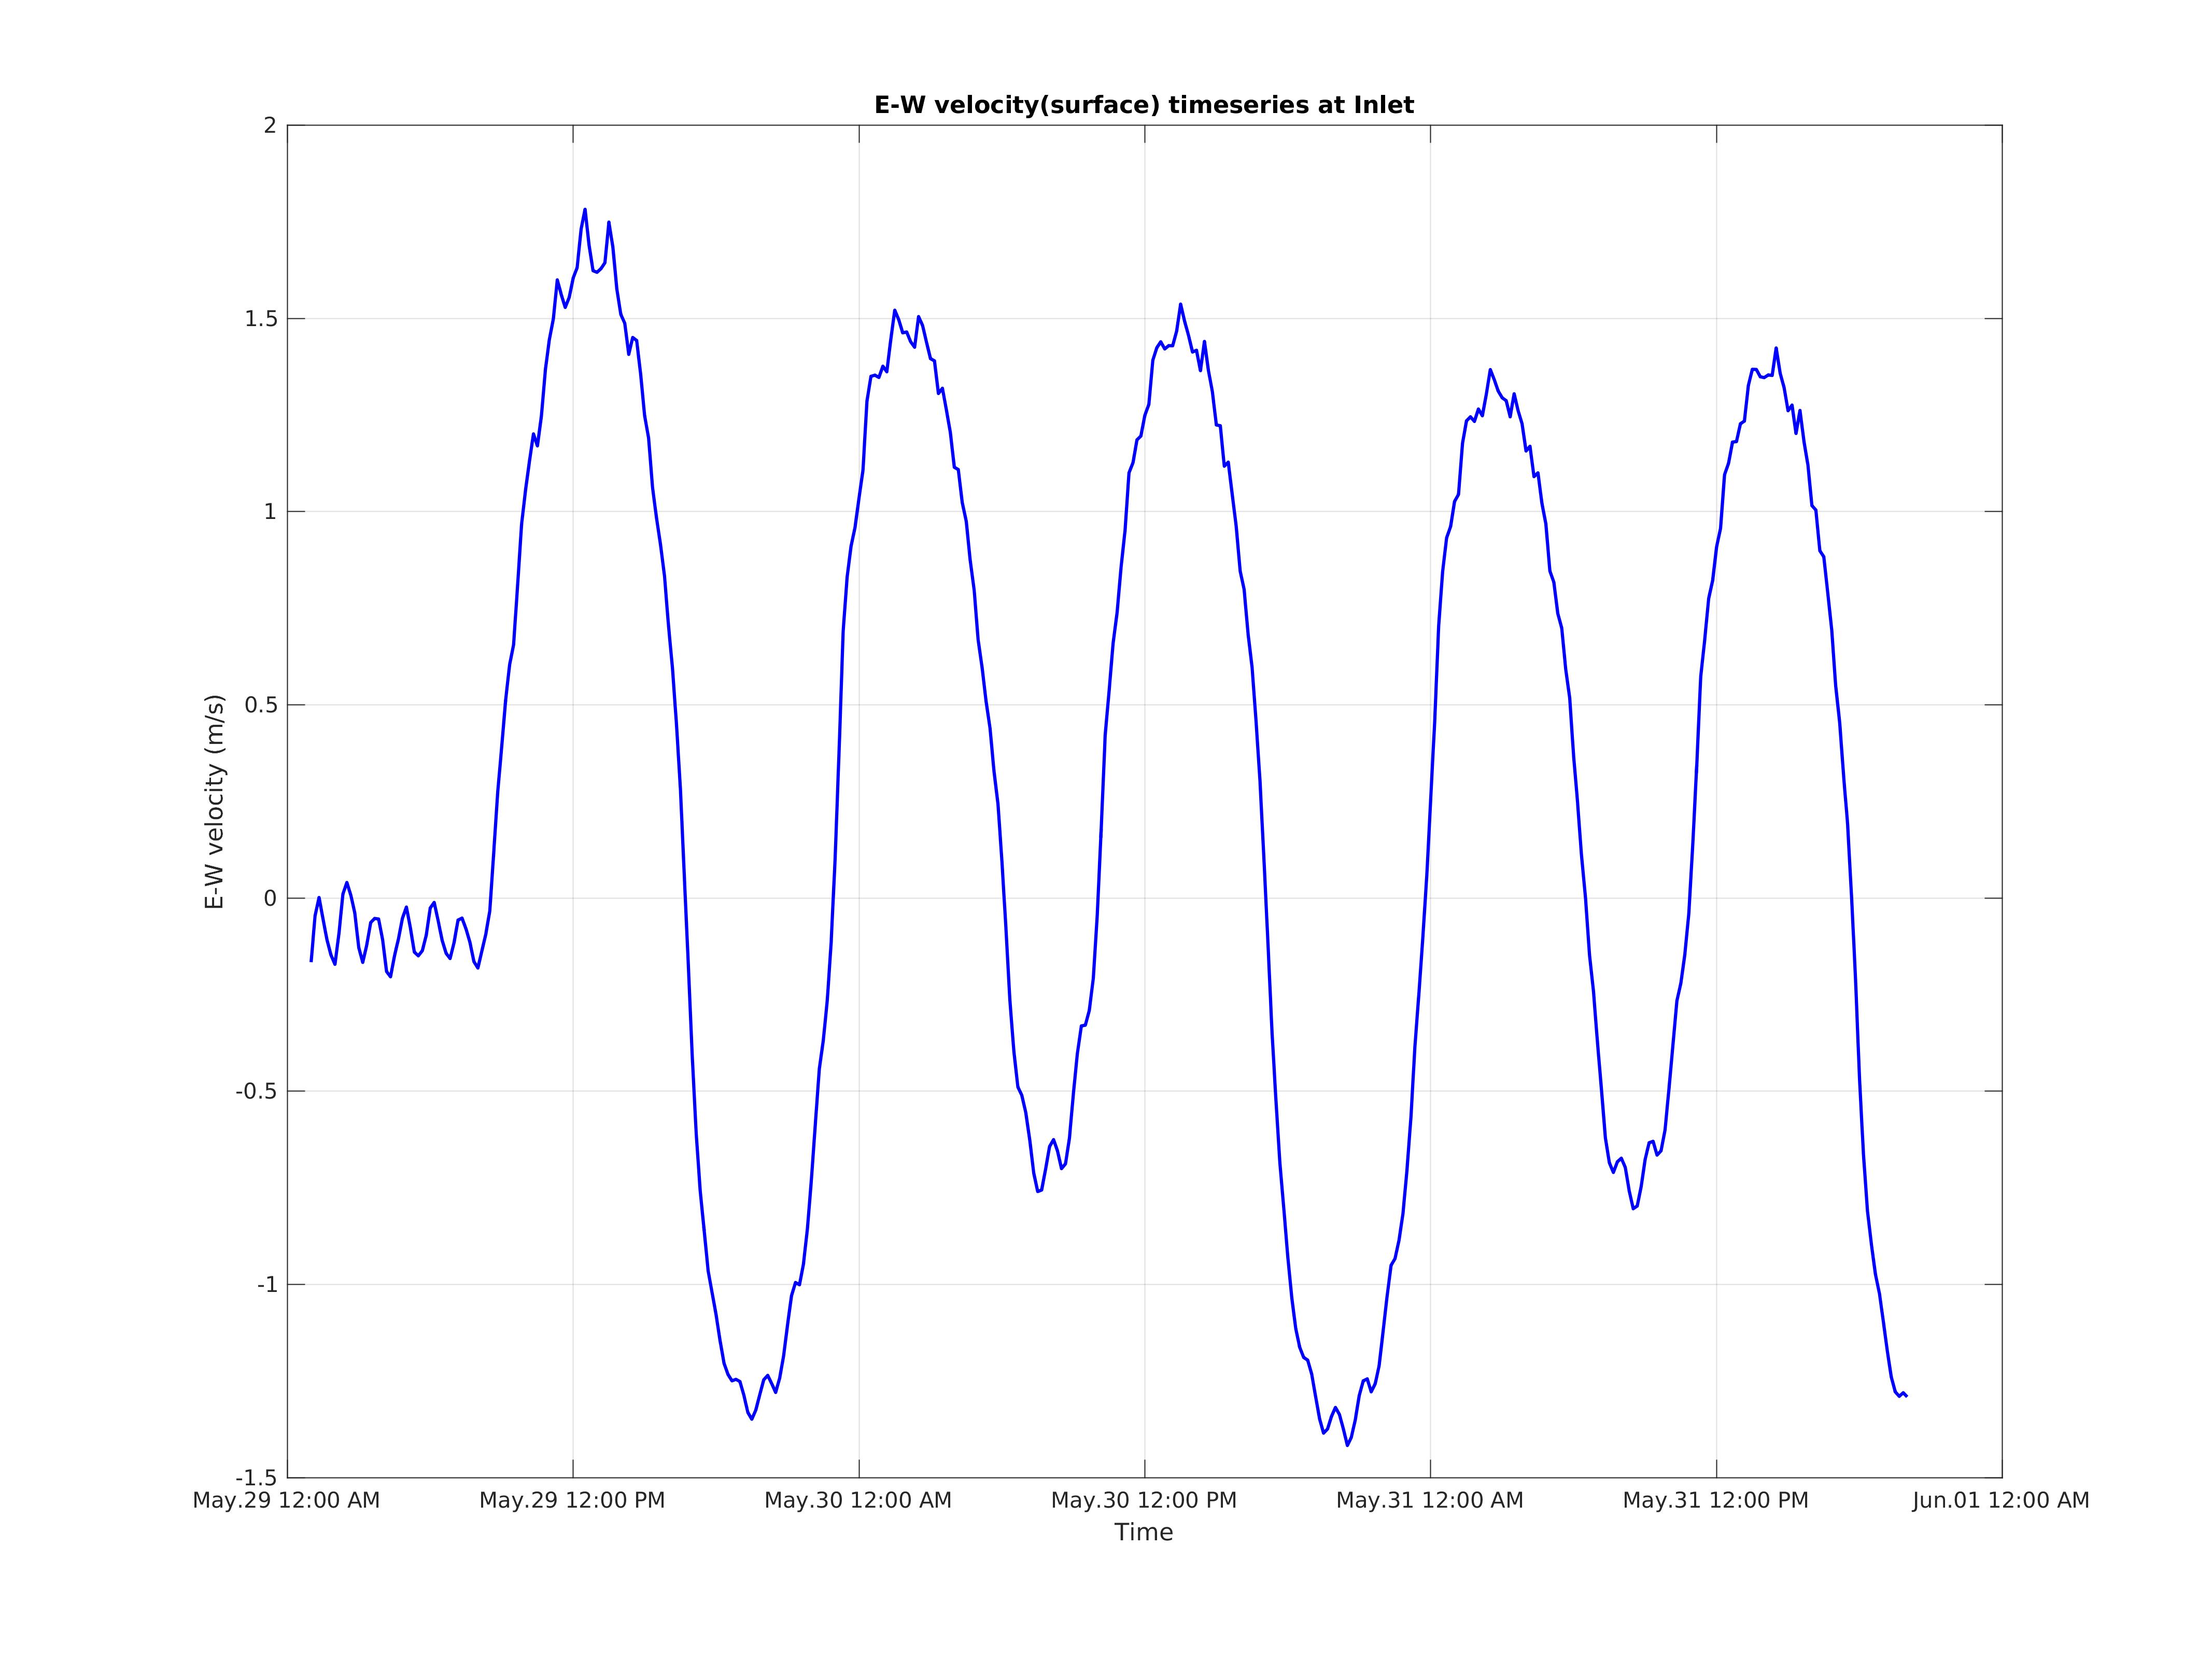 E-W velocity(surface) timeseries at Inlet
2
1.5
1
0.5
0
-0.5
-1
-1.5
E-W velocity (m/s)
May.29 12:00 AM
May.29 12:00 PM
May.30 12:00 AM
May.30 12:00 PM
May.31 12:00 AM
May.31 12:00 PM
Jun.01 12:00 AM
Time